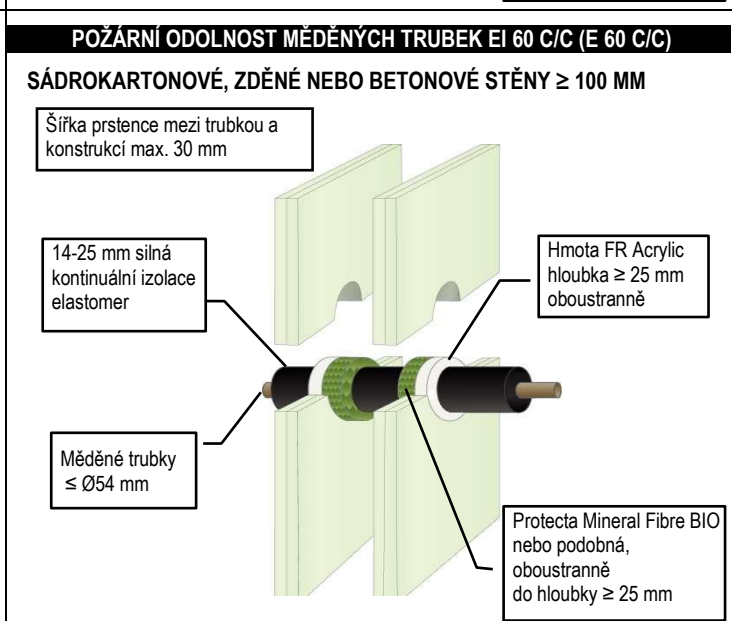 POŽÁRNÍ ODOLNOST MĚDĚNÝCH TRUBEK EI 60 C/C (E 60 C/C)
SÁDROKARTONOVÉ, ZDĚNÉ NEBO BETONOVÉ STĚNY ≥ 100 MM
Šířka prstence mezi trubkou a
konstrukcí max. 30 mm
14-25 mm silná
kontinuální izolace
elastomer
Hmota FR Acrylic
hloubka ≥ 25 mm
oboustranně
Měděné trubky
≤ Ø54 mm
Protecta Mineral Fibre BIO
nebo podobná,
oboustranně
do hloubky ≥ 25 mm